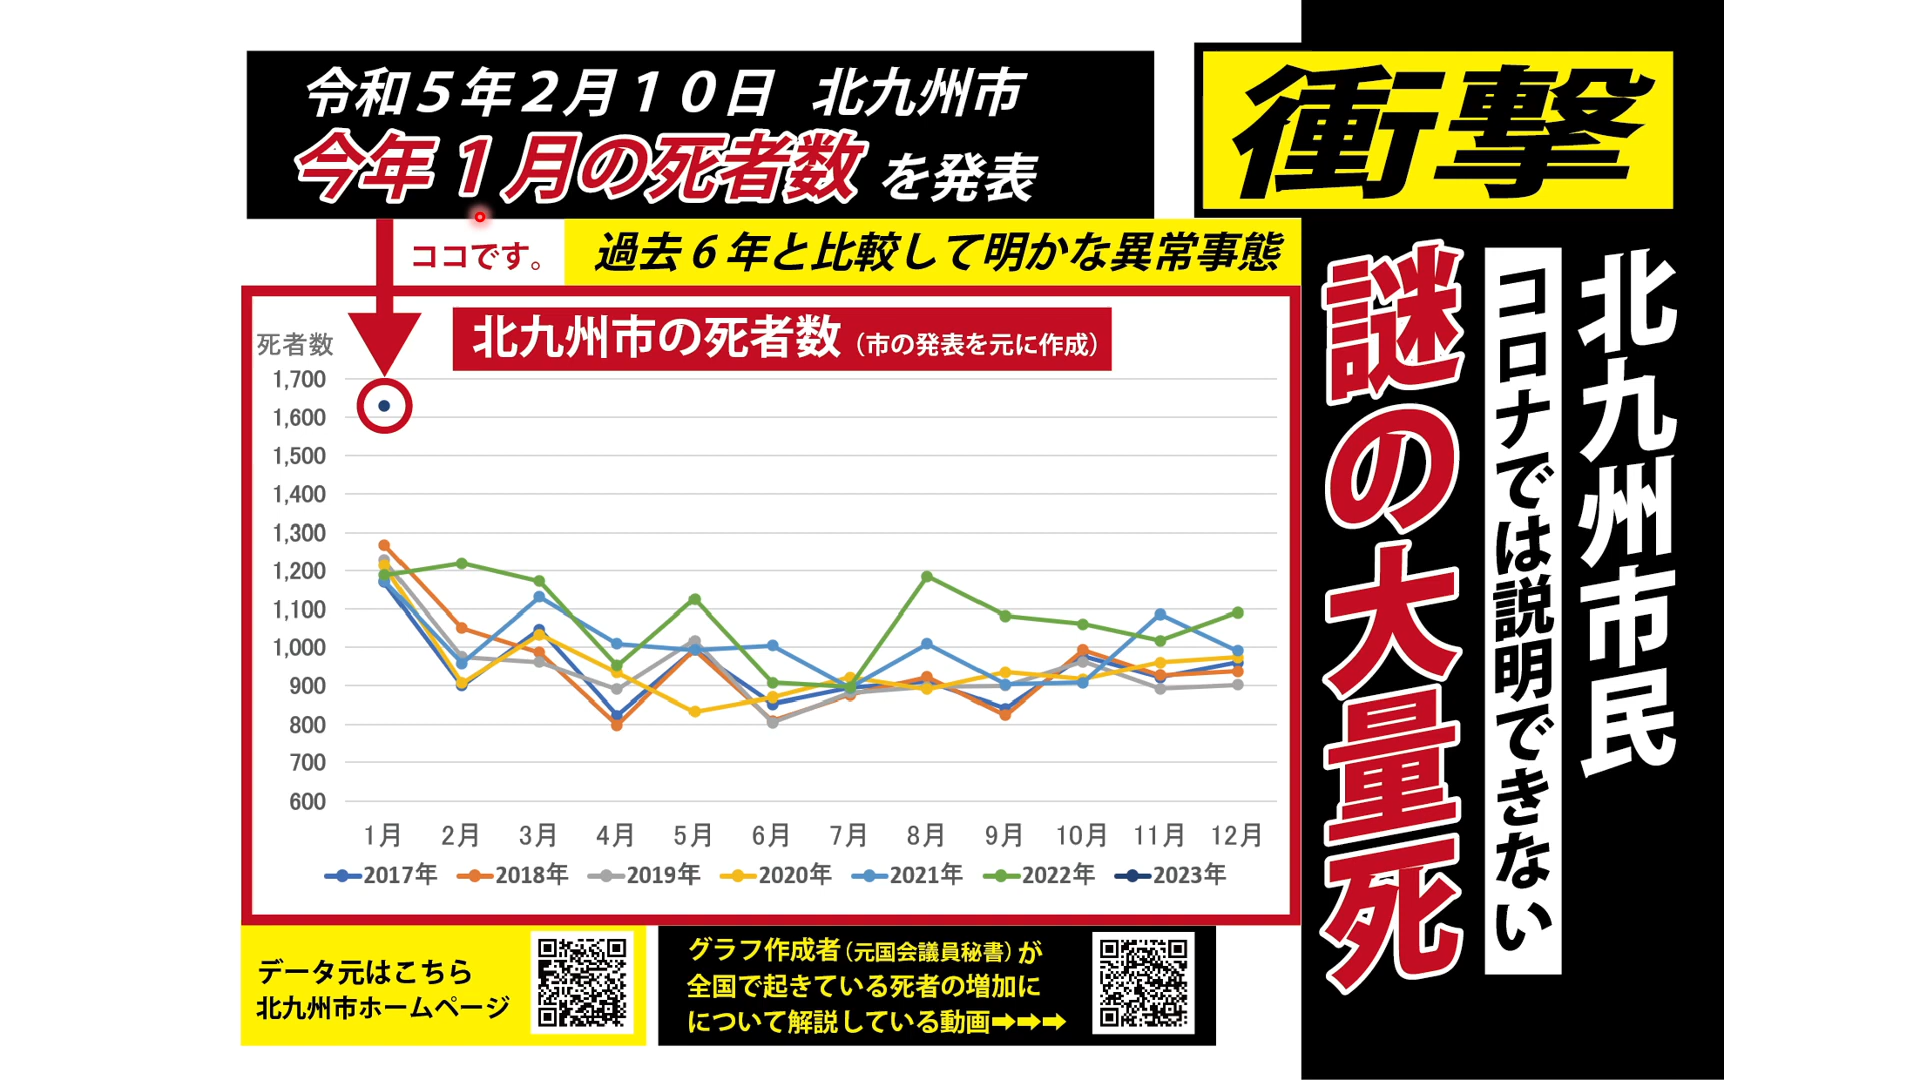 令和５年２月１０日 北九州市
今年１月の死者数 を発表
ココです。
過去６年と比較して明かな異常事態
衝撃
北九州市民
コロナでは説明できない
謎の大量死
北九州市の死者数（市の発表を元に作成）
死者数
1,700
1,600
1,500
1,400
1,300
1,200
1,100
1,000
900
800
700
600
1月 2月 3月 4月 5月 6月 7月 8月 9月 10月 11月 12月
2017年 2018年 2019年 2020年 2021年 2022年 2023年
データ元はこちら
北九州市ホームページ
グラフ作成者（元国会議員秘書）が
全国で起きている死者の増加に
について解説している動画➡➡➡